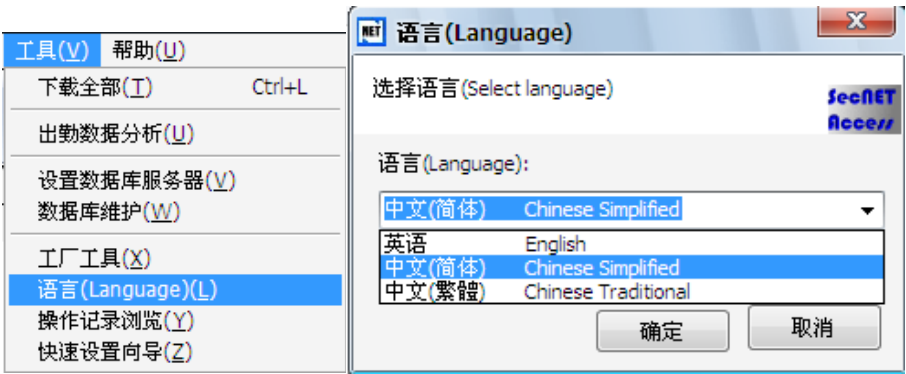 工具(V) 帮助(U)
下载全部(T) Ctrl+L
出勤数据分析(U)
设置数据库服务器(V)
数据库维护(W)
工厂工具(X)
语言(Language)(L)
操作记录浏览(Y)
快速设置向导(Z)
NET 语言(Language)
选择语言(Select language)
SecNET
Access
语言(Language):
中文(简体) Chinese Simplified
英语 English
中文(简体) Chinese Simplified
中文(繁體) Chinese Traditional
确定 取消